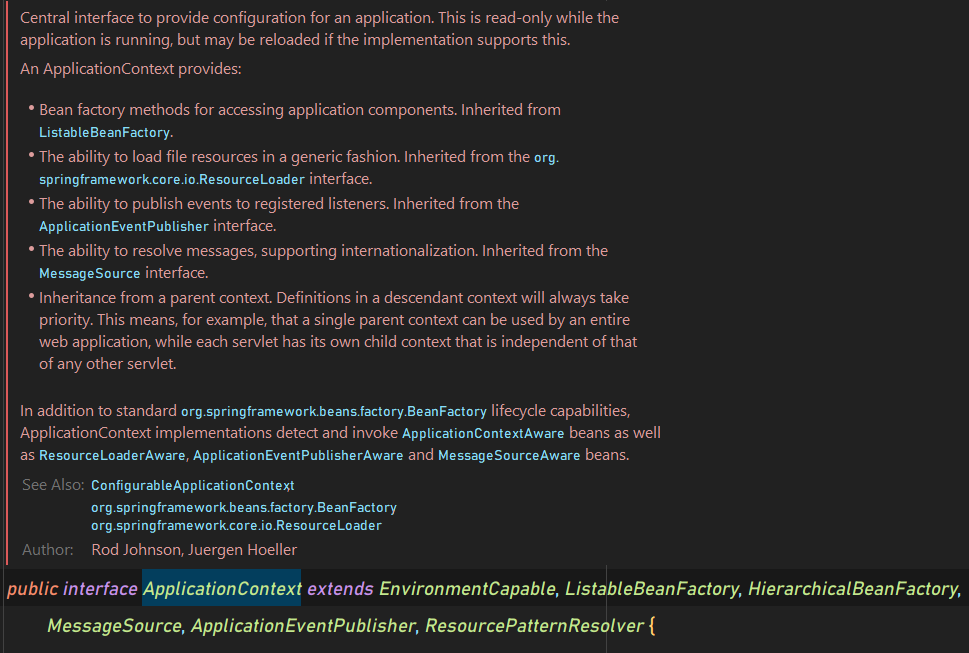 Central interface to provide configuration for an application. This is read-only while the
application is running, but may be reloaded if the implementation supports this.
An ApplicationContext provides:
• Bean factory methods for accessing application components. Inherited from
ListableBeanFactory.
• The ability to load file resources in a generic fashion. Inherited from the org.
springframework.core.io.ResourceLoader interface.
• The ability to publish events to registered listeners. Inherited from the
ApplicationEventPublisher interface.
• The ability to resolve messages, supporting internationalization. Inherited from the
MessageSource interface.
• Inheritance from a parent context. Definitions in a descendant context will always take
priority. This means, for example, that a single parent context can be used by an entire
web application, while each servlet has its own child context that is independent of that
of any other servlet.
In addition to standard org.springframework.beans.factory.BeanFactory lifecycle capabilities,
ApplicationContext implementations detect and invoke ApplicationContextAware beans as well
as ResourceLoaderAware, ApplicationEventPublisherAware and MessageSourceAware beans.
See Also: ConfigurableApplicationContext,
org.springframework.beans.factory.BeanFactory
org.springframework.core.io.ResourceLoader
Author: Rod Johnson, Juergen Hoeller
public interface ApplicationContext extends EnvironmentCapable, ListableBeanFactory, HierarchicalBeanFactory,
MessageSource, ApplicationEventPublisher, ResourcePatternResolver {